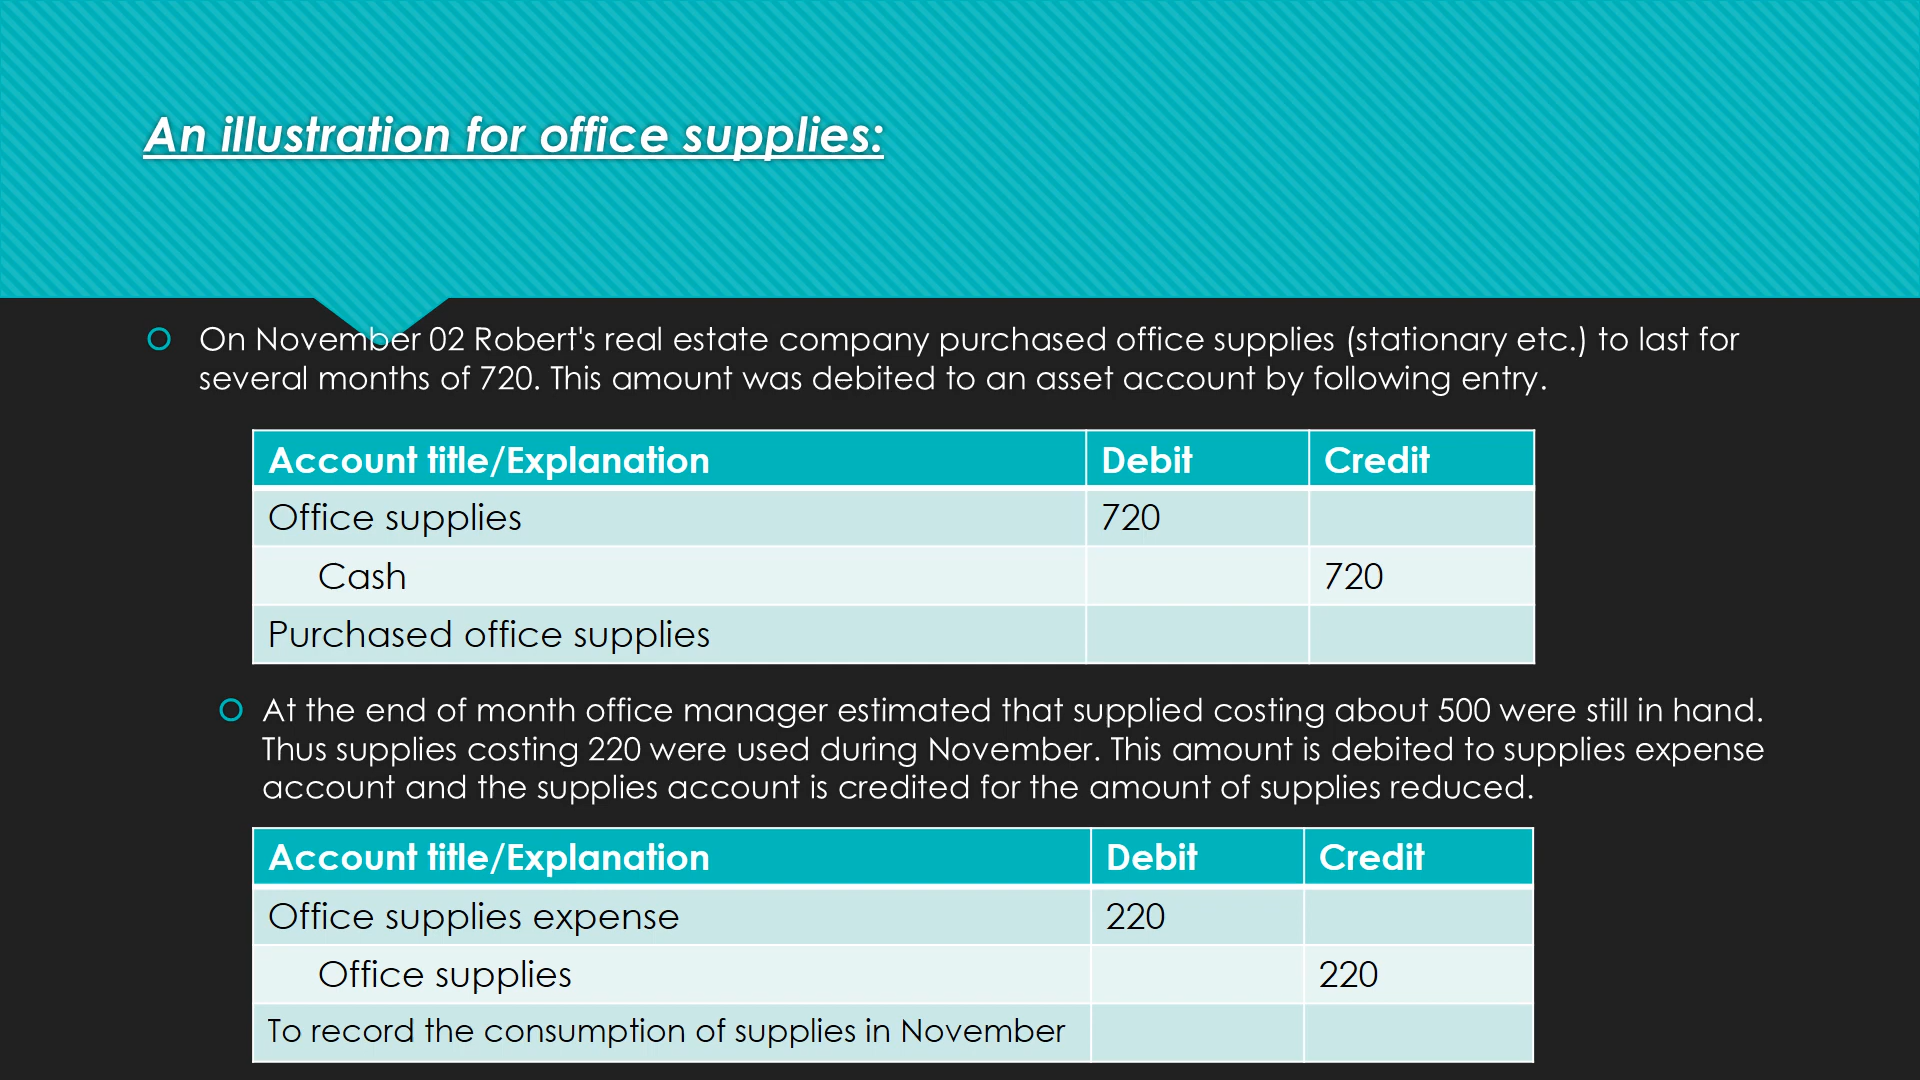 An illustration for office supplies:
On November 02 Robert's real estate company purchased office supplies (stationary etc.) to last for
several months of 720. This amount was debited to an asset account by following entry.
Account title/Explanation Debit Credit
Office supplies 720
Cash 720
Purchased office supplies
At the end of month office manager estimated that supplied costing about 500 were still in hand.
Thus supplies costing 220 were used during November. This amount is debited to supplies expense
account and the supplies account is credited for the amount of supplies reduced.
Account title/Explanation Debit Credit
Office supplies expense 220
Office supplies 220
To record the consumption of supplies in November